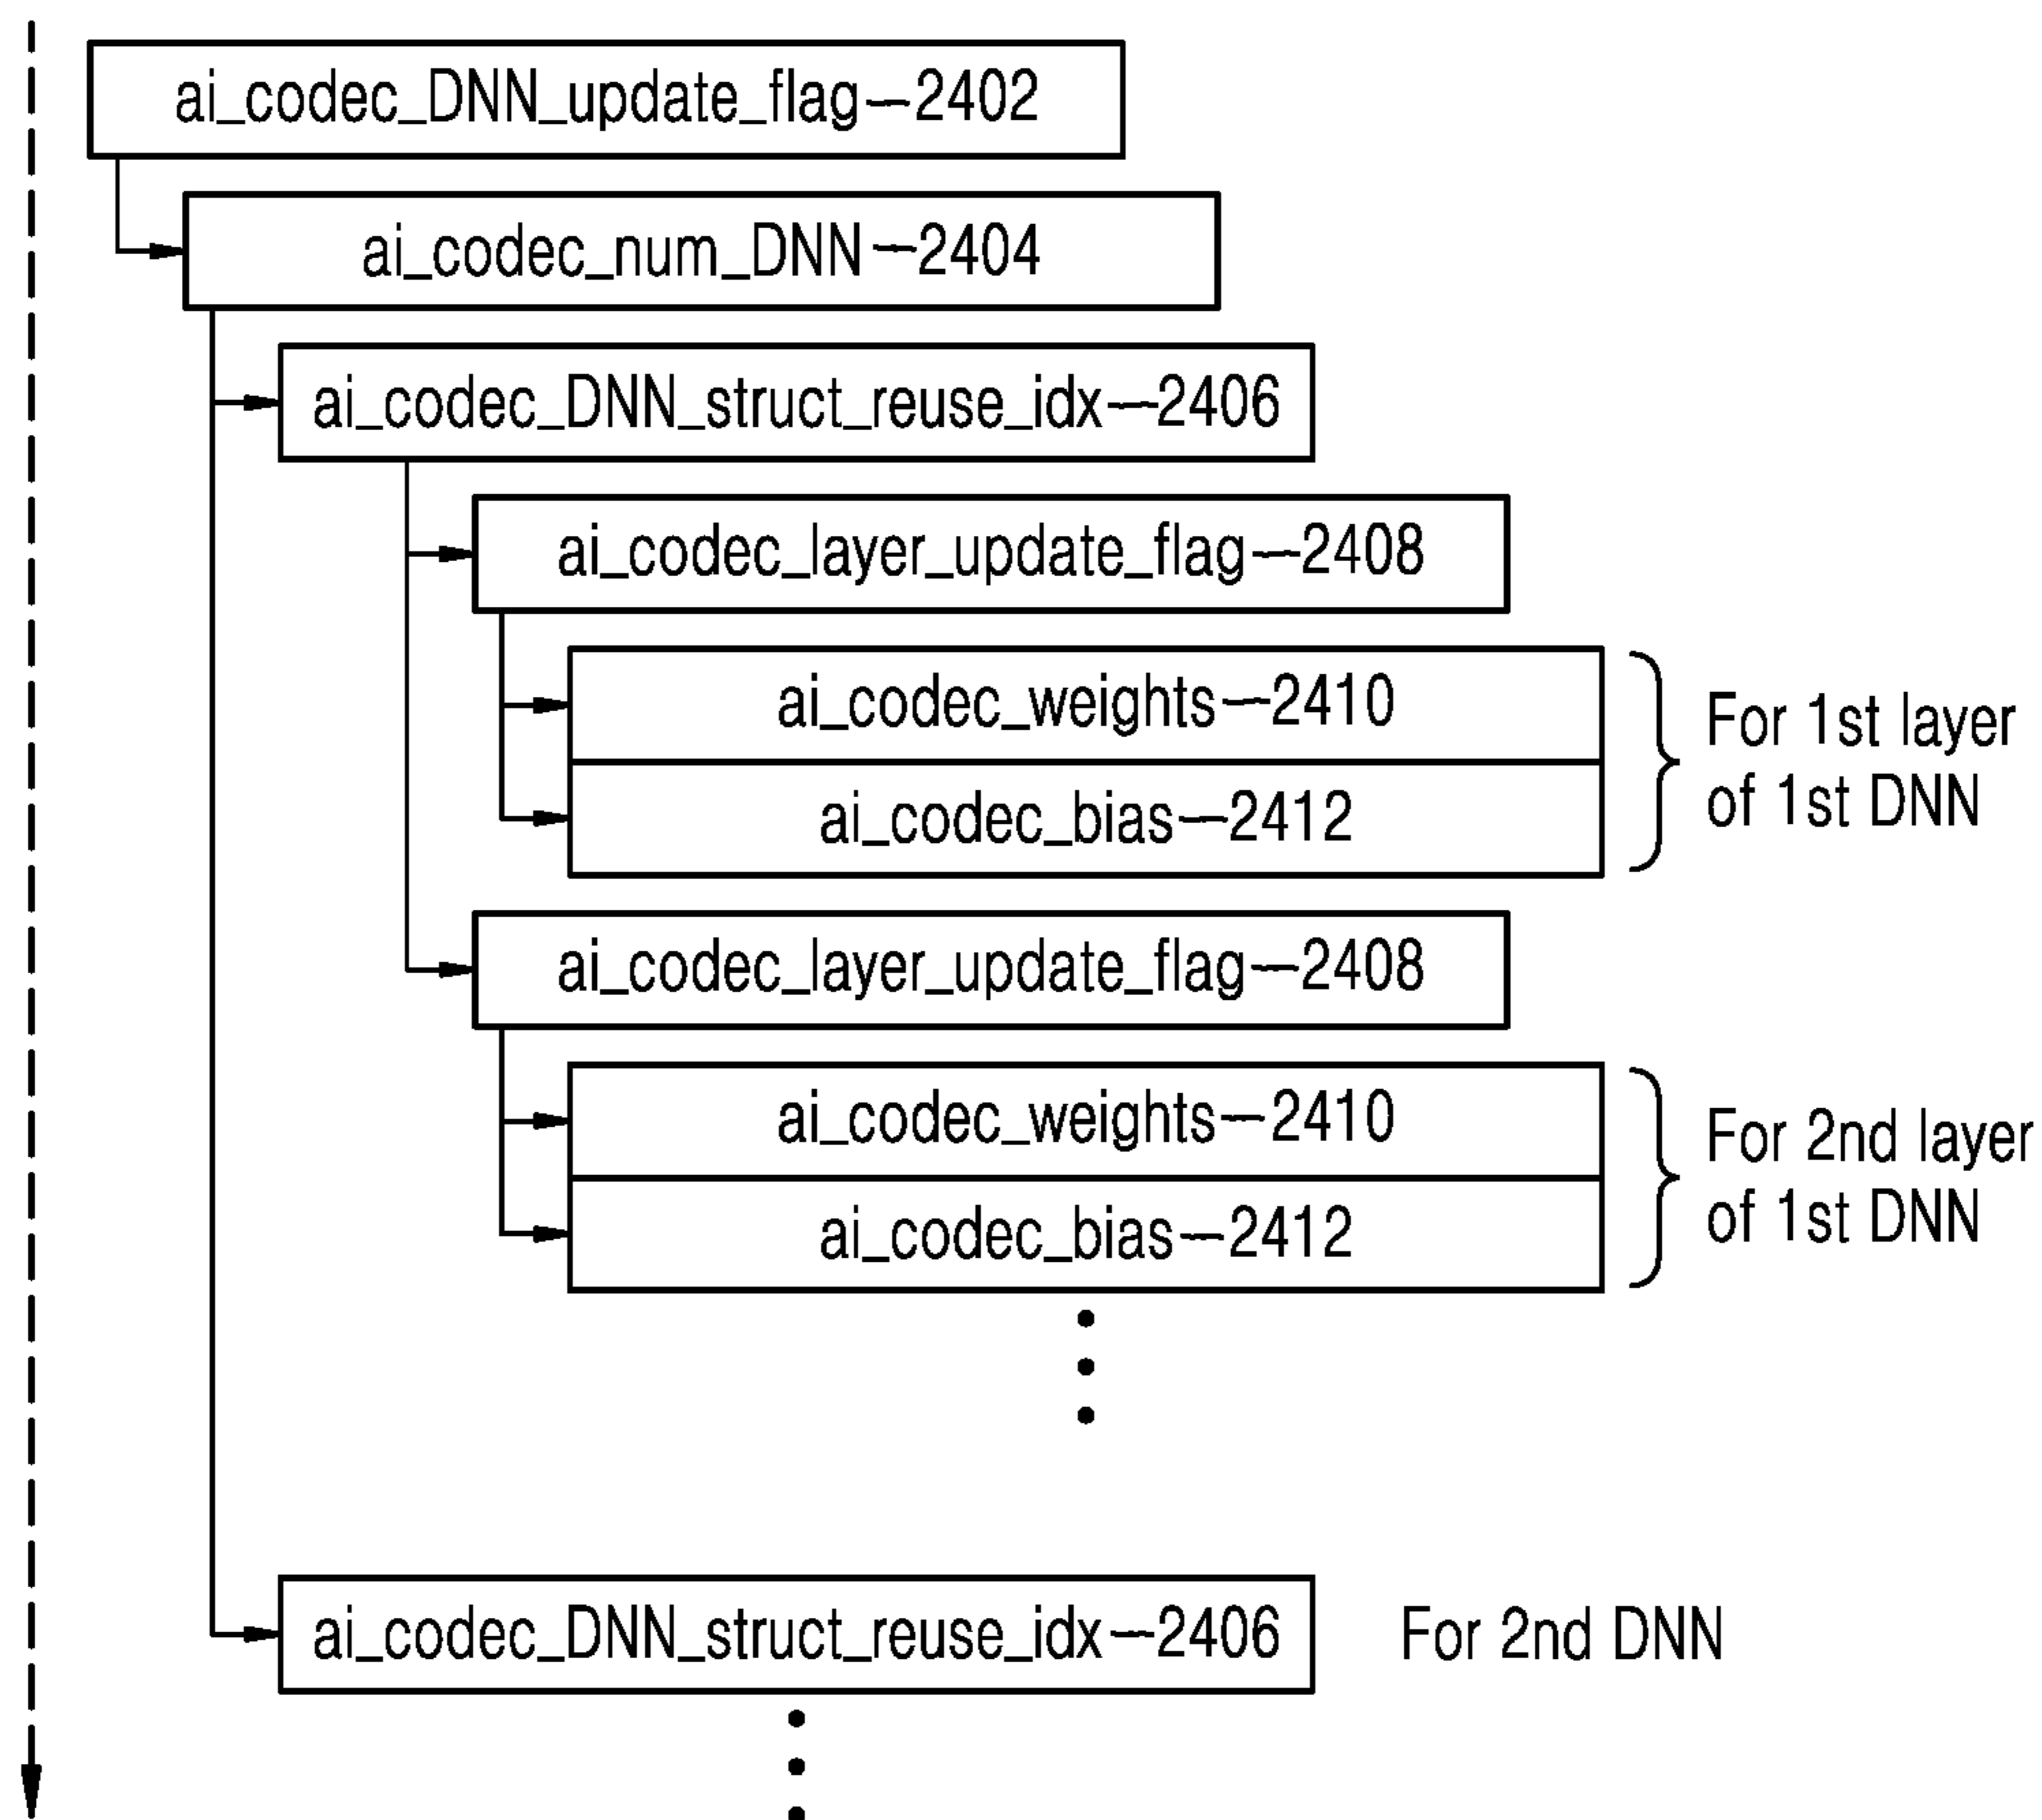 ai_codec_DNN_update_flag—2402
ai_codec_num_DNN—2404
ai_codec_DNN_struct_reuse_idx—2406
ai_codec_layer_update_flag—2408
ai_codec_weights—2410
ai_codec_bias—2412
For 1st layer
of 1st DNN
ai_codec_layer_update_flag—2408
ai_codec_weights—2410
ai_codec_bias—2412
For 2nd layer
of 1st DNN
ai_codec_DNN_struct_reuse_idx—2406
For 2nd DNN